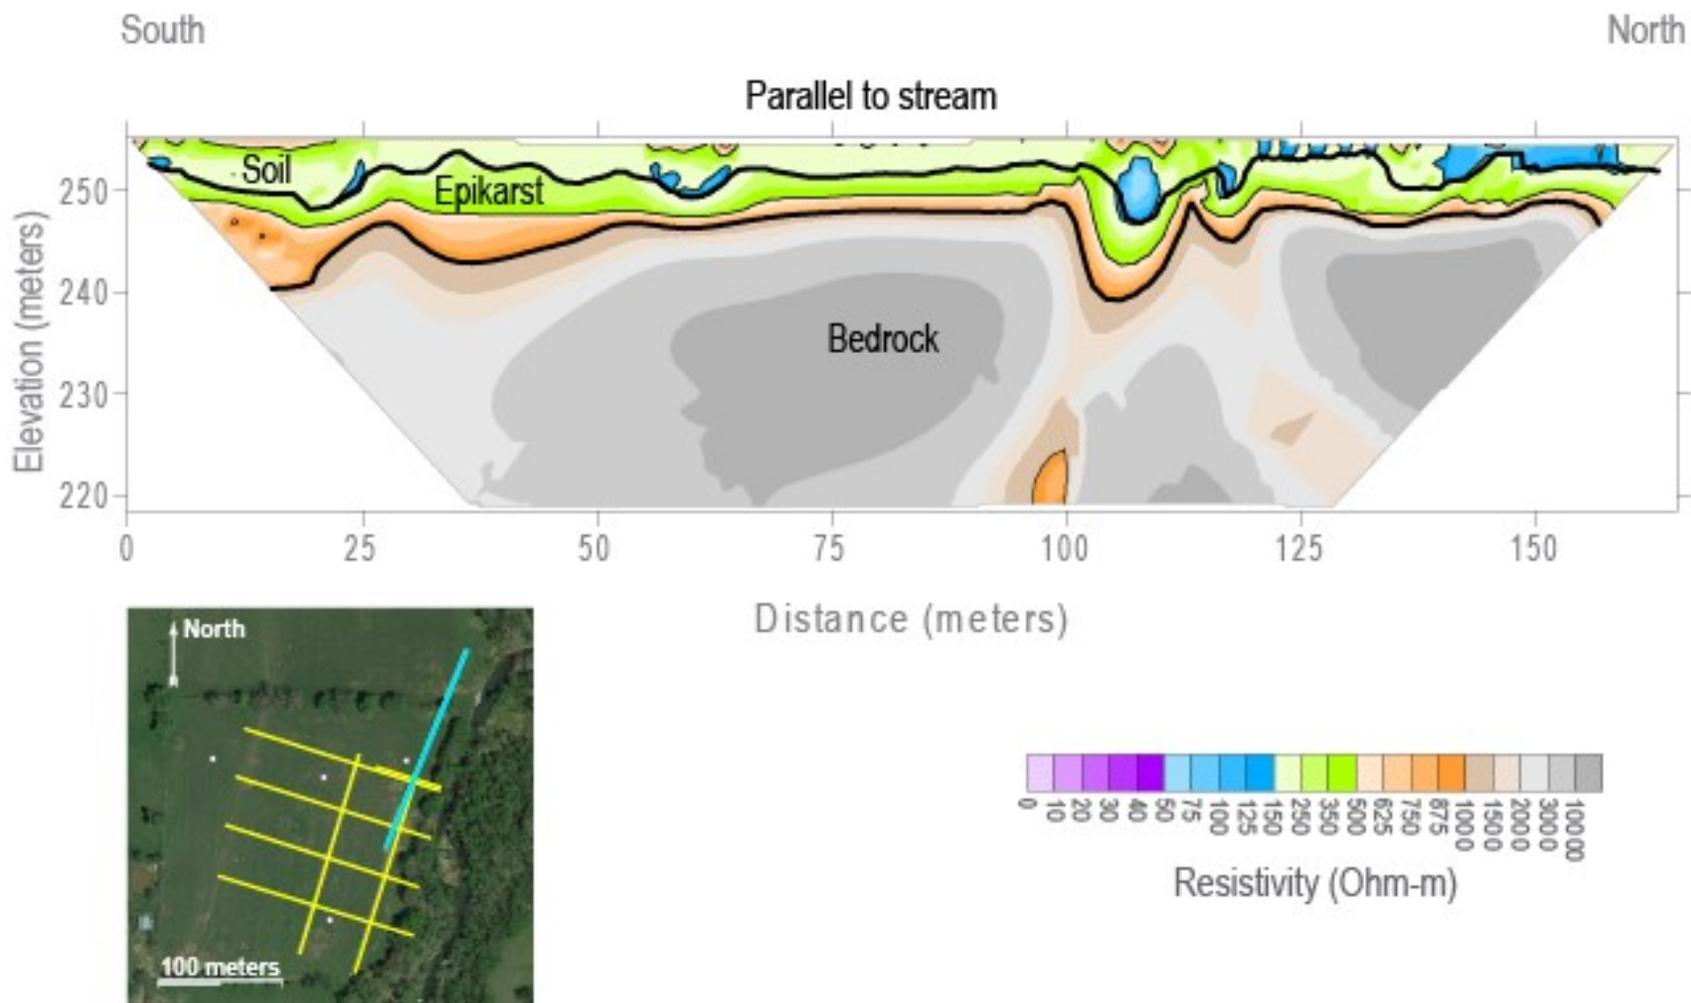 South
North
Parallel to stream
Soil
Epikarst
Bedrock
Elevation (meters)
250
240
230
220
0 25 50 75 100 125 150
Distance (meters)
North
100 meters
0 10 20 30 40 50 75 100 125 150 250 350 500 625 750 875 1000 1500 2000 3000 10000
Resistivity (Ohm-m)